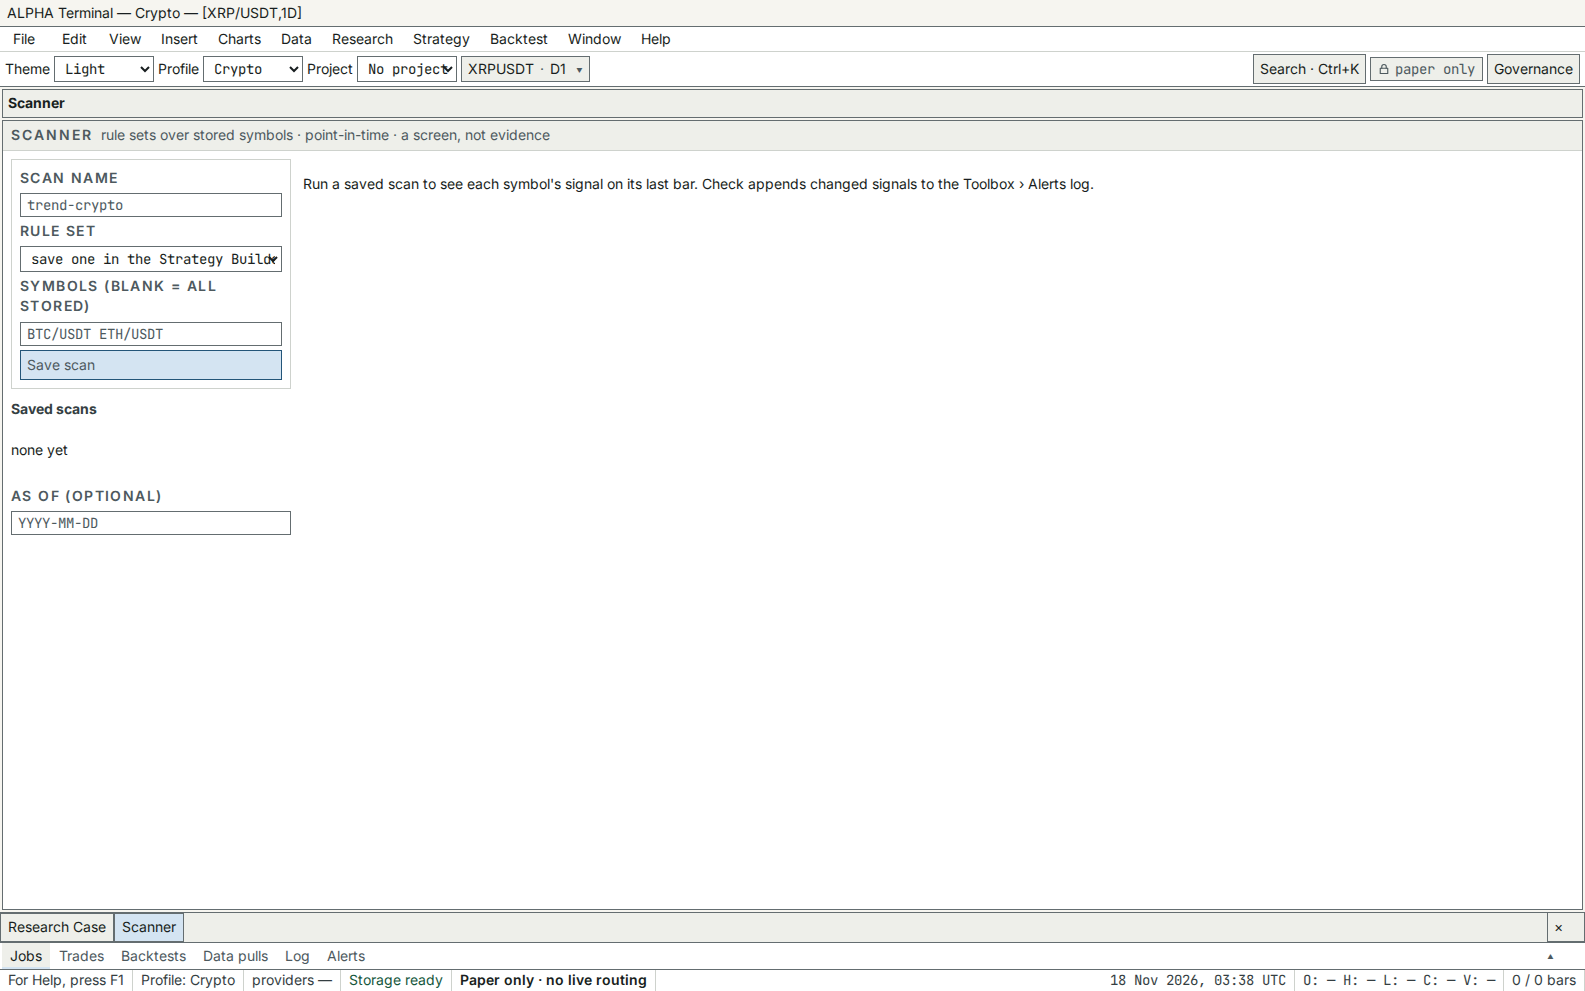 ALPHA Terminal — Crypto — [XRP/USDT,1D]
File Edit View Insert Charts Data Research Strategy Backtest Window Help
Theme Light Profile Crypto Project No project XRPUSDT · D1 Search · Ctrl+K paper only Governance
Scanner
SCANNER rule sets over stored symbols · point-in-time · a screen, not evidence
SCAN NAME
trend-crypto
RULE SET
save one in the Strategy
SYMBOLS (BLANK = ALL
STORED)
BTC/USDT ETH/USDT
Save scan
Run a saved scan to see each symbol's signal on its last bar. Check appends changed signals to the Toolbox › Alerts log.
Saved scans
none yet
AS OF (OPTIONAL)
YYYY-MM-DD
Research Case Scanner ×
Jobs Trades Backtests Data pulls Log Alerts
For Help, press F1 Profile: Crypto providers — Storage ready Paper only · no live routing 18 Nov 2026, 03:38 UTC O: — H: — L: — C: — V: — 0 / 0 bars